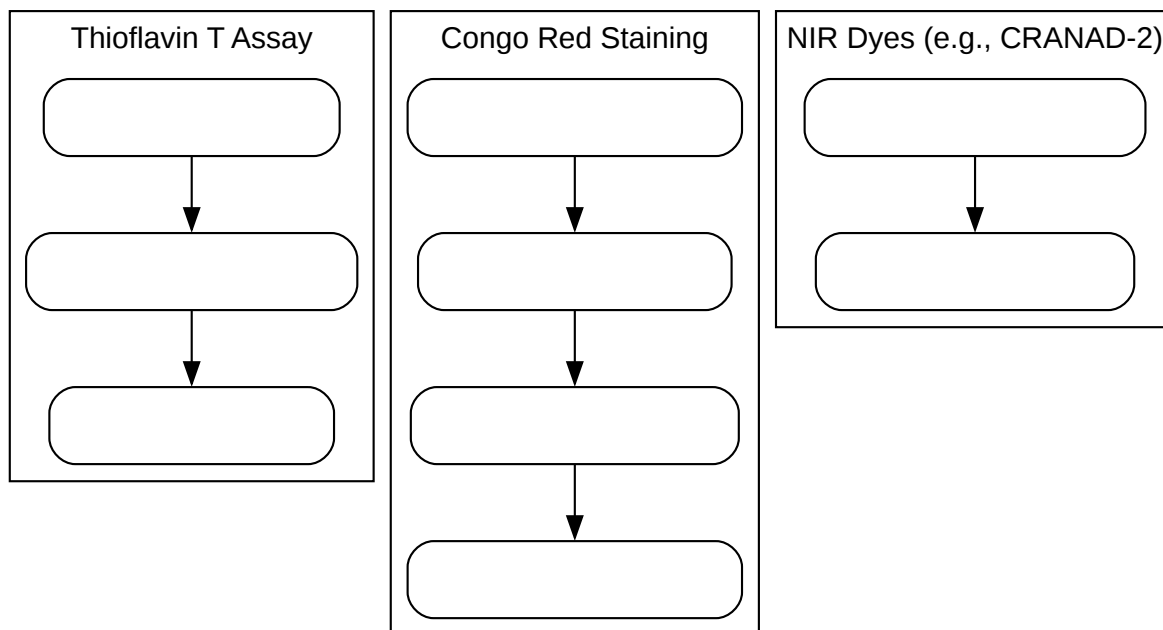 Thioflavin T Assay
Congo Red Staining
NIR Dyes (e.g., CRANAD-2)